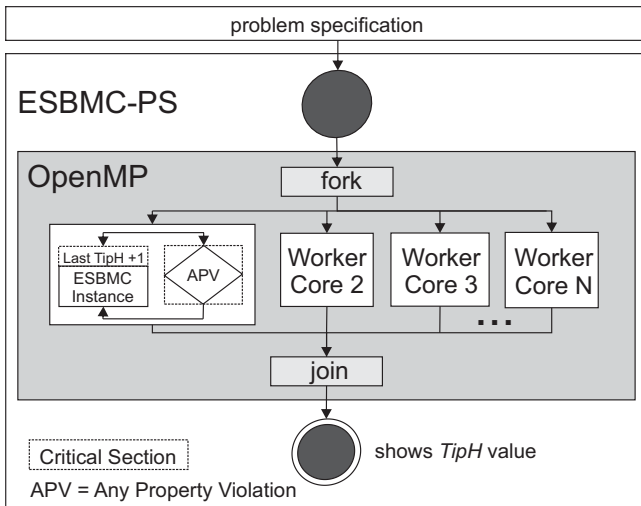 problem specification
ESBMC-PS
OpenMP
fork
Last TipH +1
ESBMC
Instance
APV
Worker
Core 2
Worker
Core 3
Worker
Core N
...
join
Critical Section
shows TipH value
APV = Any Property Violation